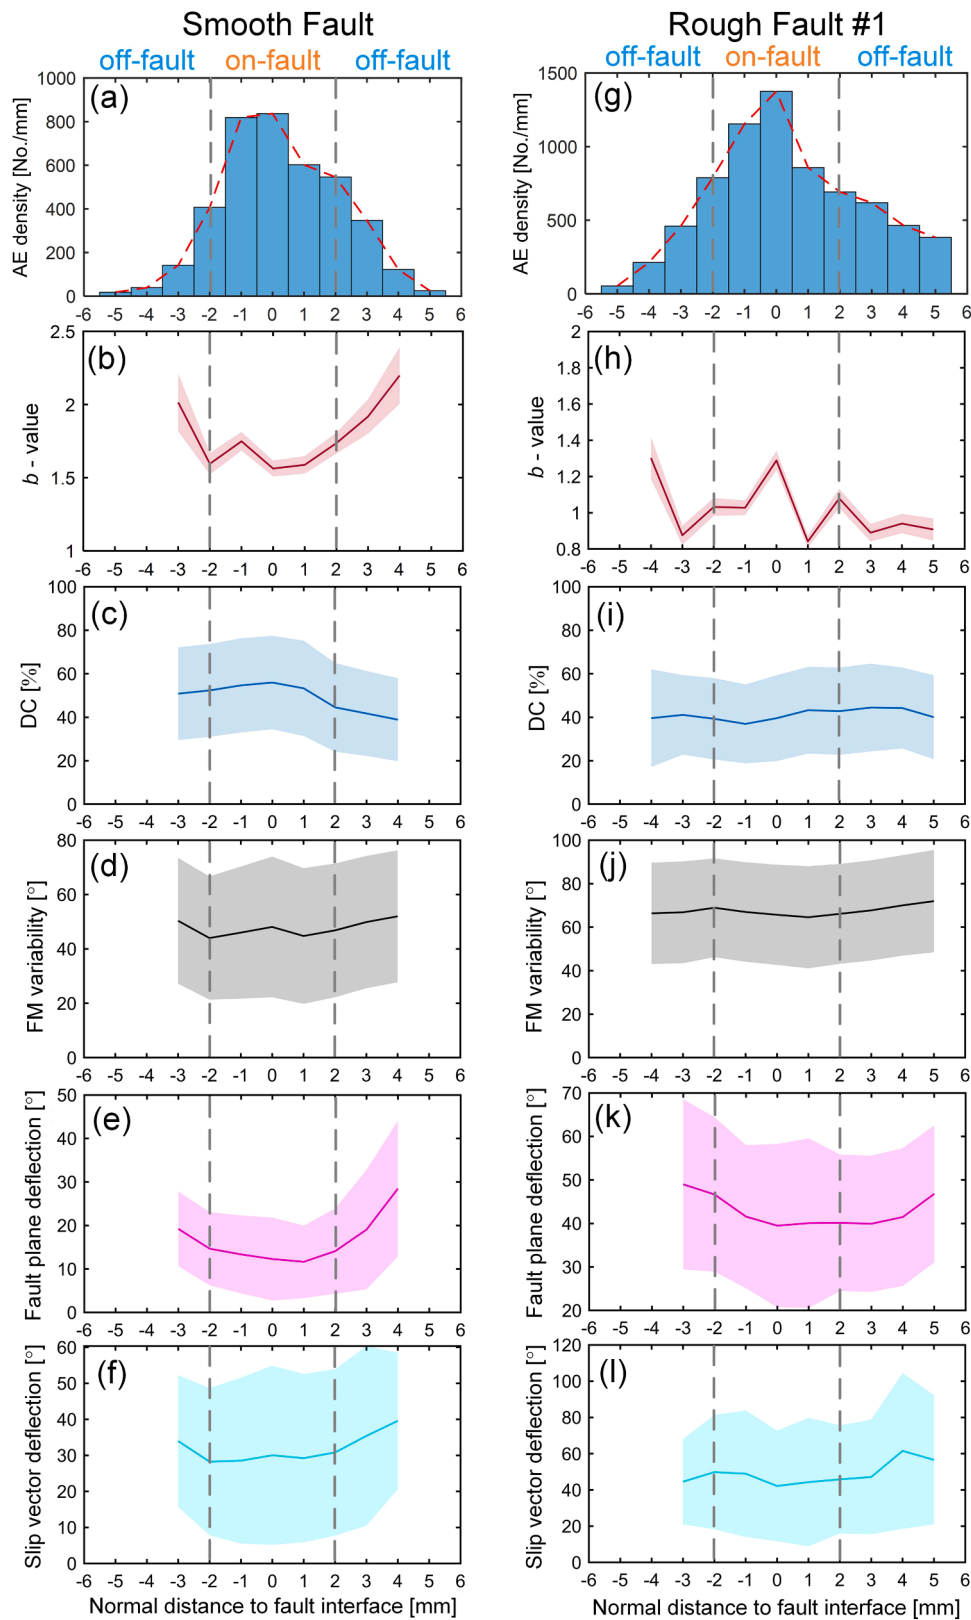 Smooth Fault
off-fault on-fault off-fault
(a)
AE density [No./mm]
1000
800
600
400
200
0
-6 -5 -4 -3 -2 -1 0 1 2 3 4 5 6
(b)
b - value
2.5
2
1.5
1
-6 -5 -4 -3 -2 -1 0 1 2 3 4 5 6
(c)
DC [%]
100
80
60
40
20
0
-6 -5 -4 -3 -2 -1 0 1 2 3 4 5 6
(d)
FM variability [°]
80
60
40
20
0
-6 -5 -4 -3 -2 -1 0 1 2 3 4 5 6
(e)
Fault plane deflection [°]
50
40
30
20
10
0
-6 -5 -4 -3 -2 -1 0 1 2 3 4 5 6
(f)
Slip vector deflection [°]
60
50
40
30
20
10
0
-6 -5 -4 -3 -2 -1 0 1 2 3 4 5 6
Normal distance to fault interface [mm]
Rough Fault #1
off-fault on-fault off-fault
(g)
AE density [No./mm]
1500
1000
500
0
-6 -5 -4 -3 -2 -1 0 1 2 3 4 5 6
(h)
b - value
2
1.8
1.6
1.4
1.2
1
0.8
-6 -5 -4 -3 -2 -1 0 1 2 3 4 5 6
(i)
DC [%]
100
80
60
40
20
0
-6 -5 -4 -3 -2 -1 0 1 2 3 4 5 6
(j)
FM variability [°]
100
80
60
40
20
0
-6 -5 -4 -3 -2 -1 0 1 2 3 4 5 6
(k)
Fault plane deflection [°]
70
60
50
40
30
20
-6 -5 -4 -3 -2 -1 0 1 2 3 4 5 6
(l)
Slip vector deflection [°]
120
100
80
60
40
20
0
-6 -5 -4 -3 -2 -1 0 1 2 3 4 5 6
Normal distance to fault interface [mm]